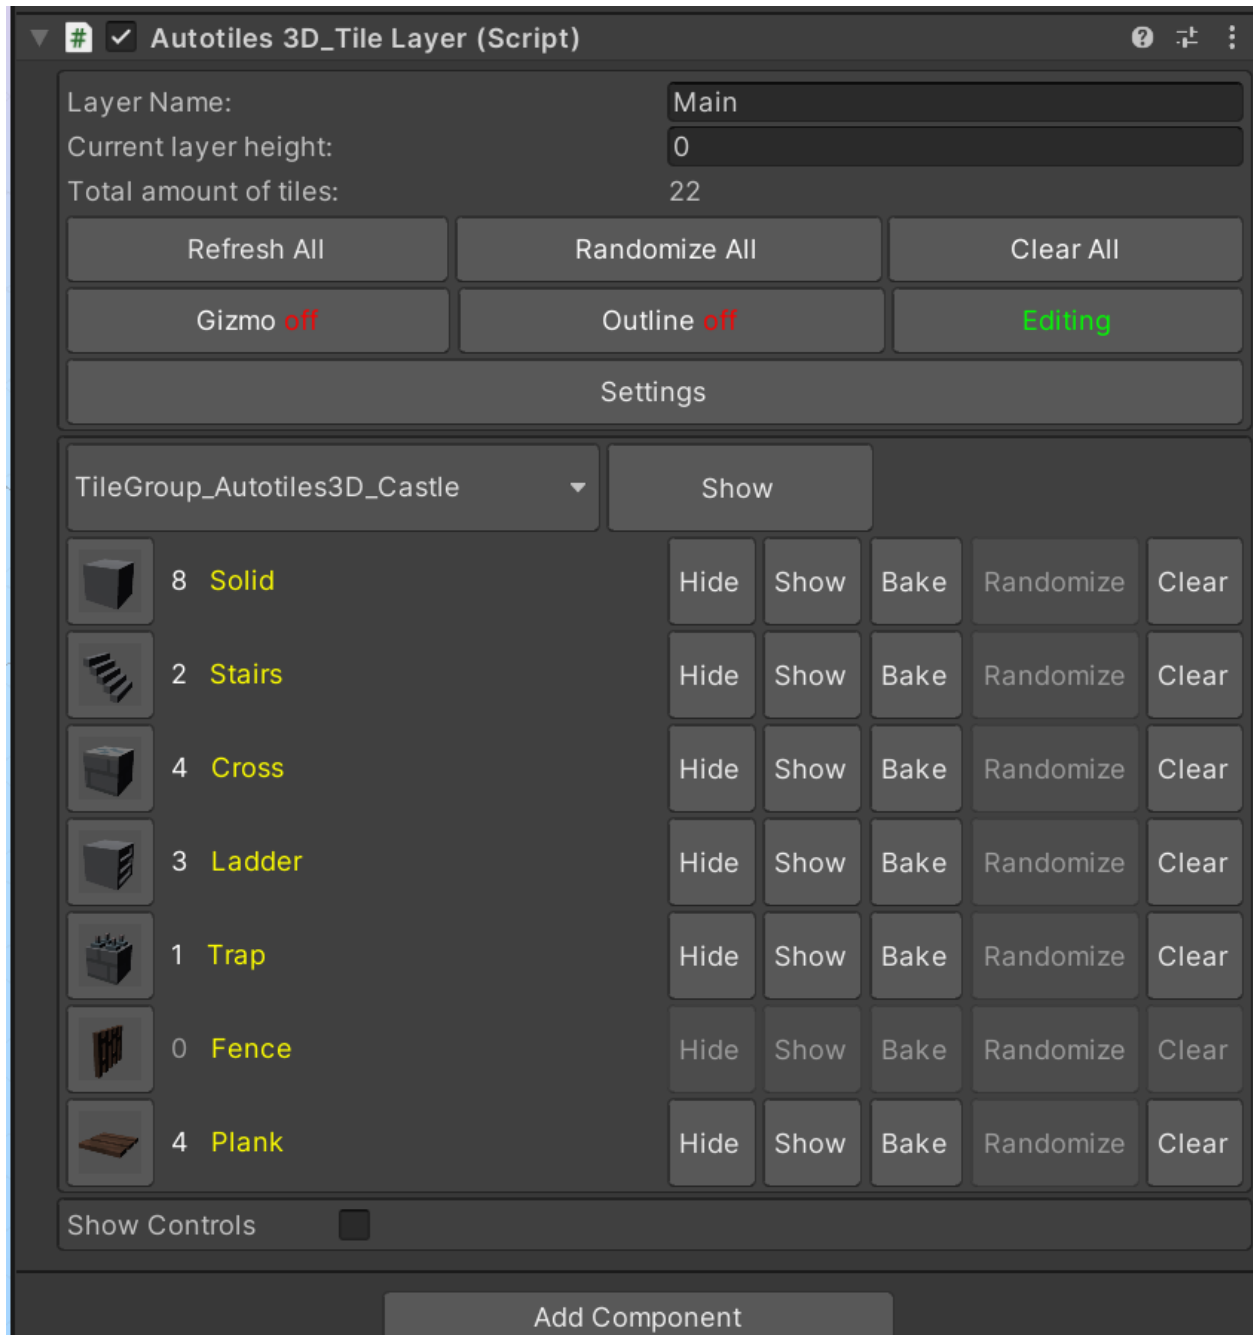 # Autotiles 3D_Tile Layer (Script)
Layer Name: Main
Current layer height: 0
Total amount of tiles: 22
Refresh All Randomize All Clear All
Gizmo off Outline off Editing
Settings
TileGroup_Autotiles3D_Castle Show
8 Solid Hide Show Bake Randomize Clear
2 Stairs Hide Show Bake Randomize Clear
4 Cross Hide Show Bake Randomize Clear
3 Ladder Hide Show Bake Randomize Clear
1 Trap Hide Show Bake Randomize Clear
0 Fence Hide Show Bake Randomize Clear
4 Plank Hide Show Bake Randomize Clear
Show Controls
Add Component